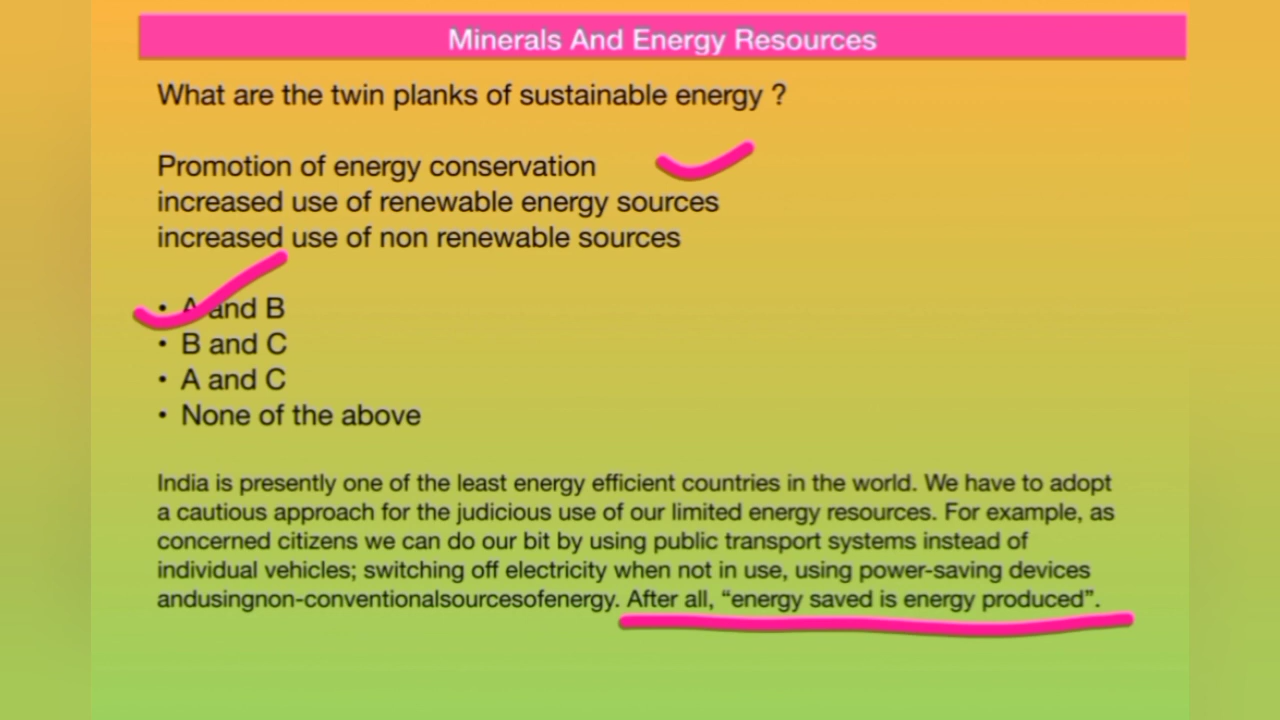 Minerals And Energy Resources
What are the twin planks of sustainable energy ?
Promotion of energy conservation
increased use of renewable energy sources
increased use of non renewable sources
• A and B
• B and C
• A and C
• None of the above
India is presently one of the least energy efficient countries in the world. We have to adopt
a cautious approach for the judicious use of our limited energy resources. For example, as
concerned citizens we can do our bit by using public transport systems instead of
individual vehicles; switching off electricity when not in use, using power-saving devices
andusingnon-conventionalsourcesofenergy. After all, “energy saved is energy produced”.